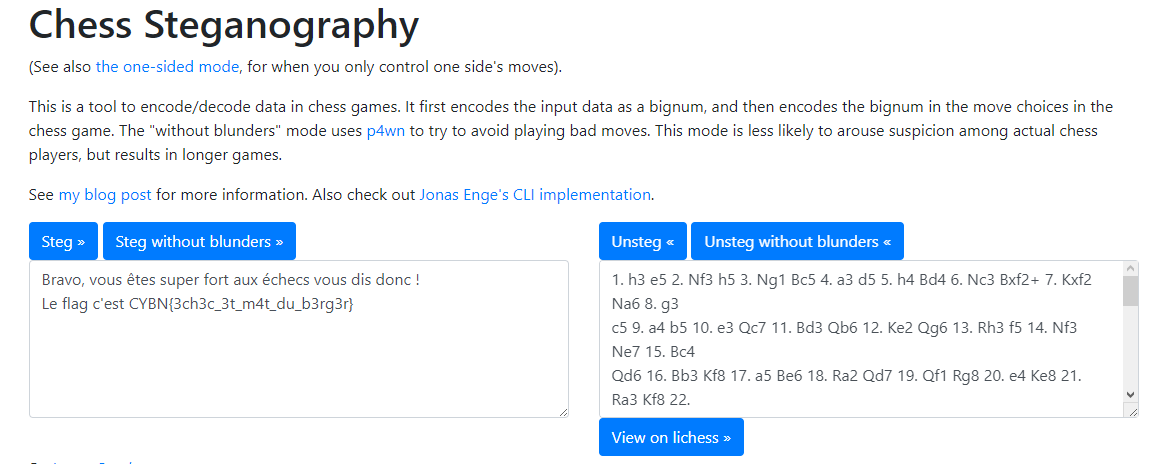 Chess Steganography
(See also the one-sided mode, for when you only control one side's moves).
This is a tool to encode/decode data in chess games. It first encodes the input data as a bignum, and then encodes the bignum in the move choices in the
chess game. The "without blunders" mode uses p4wn to try to avoid playing bad moves. This mode is less likely to arouse suspicion among actual chess
players, but results in longer games.
See my blog post for more information. Also check out Jonas Enge's CLI implementation.
Steg » Steg without blunders »
Unsteg « Unsteg without blunders «
Bravo, vous êtes super fort aux échecs vous dis donc !
Le flag c'est CYBN{3ch3c_3t_m4t_du_b3rg3r}
1. h3 e5 2. Nf3 h5 3. Ng1 Bc5 4. a3 d5 5. h4 Bd4 6. Nc3 Bxf2+ 7. Kxf2
Na6 8. g3
c5 9. a4 b5 10. e3 Qc7 11. Bd3 Qb6 12. Ke2 Qg6 13. Rh3 f5 14. Nf3
Ne7 15. Bc4
Qd6 16. Bb3 Kf8 17. a5 Be6 18. Ra2 Qd7 19. Qf1 Rg8 20. e4 Ke8 21.
Ra3 Kf8 22.
View on lichess »